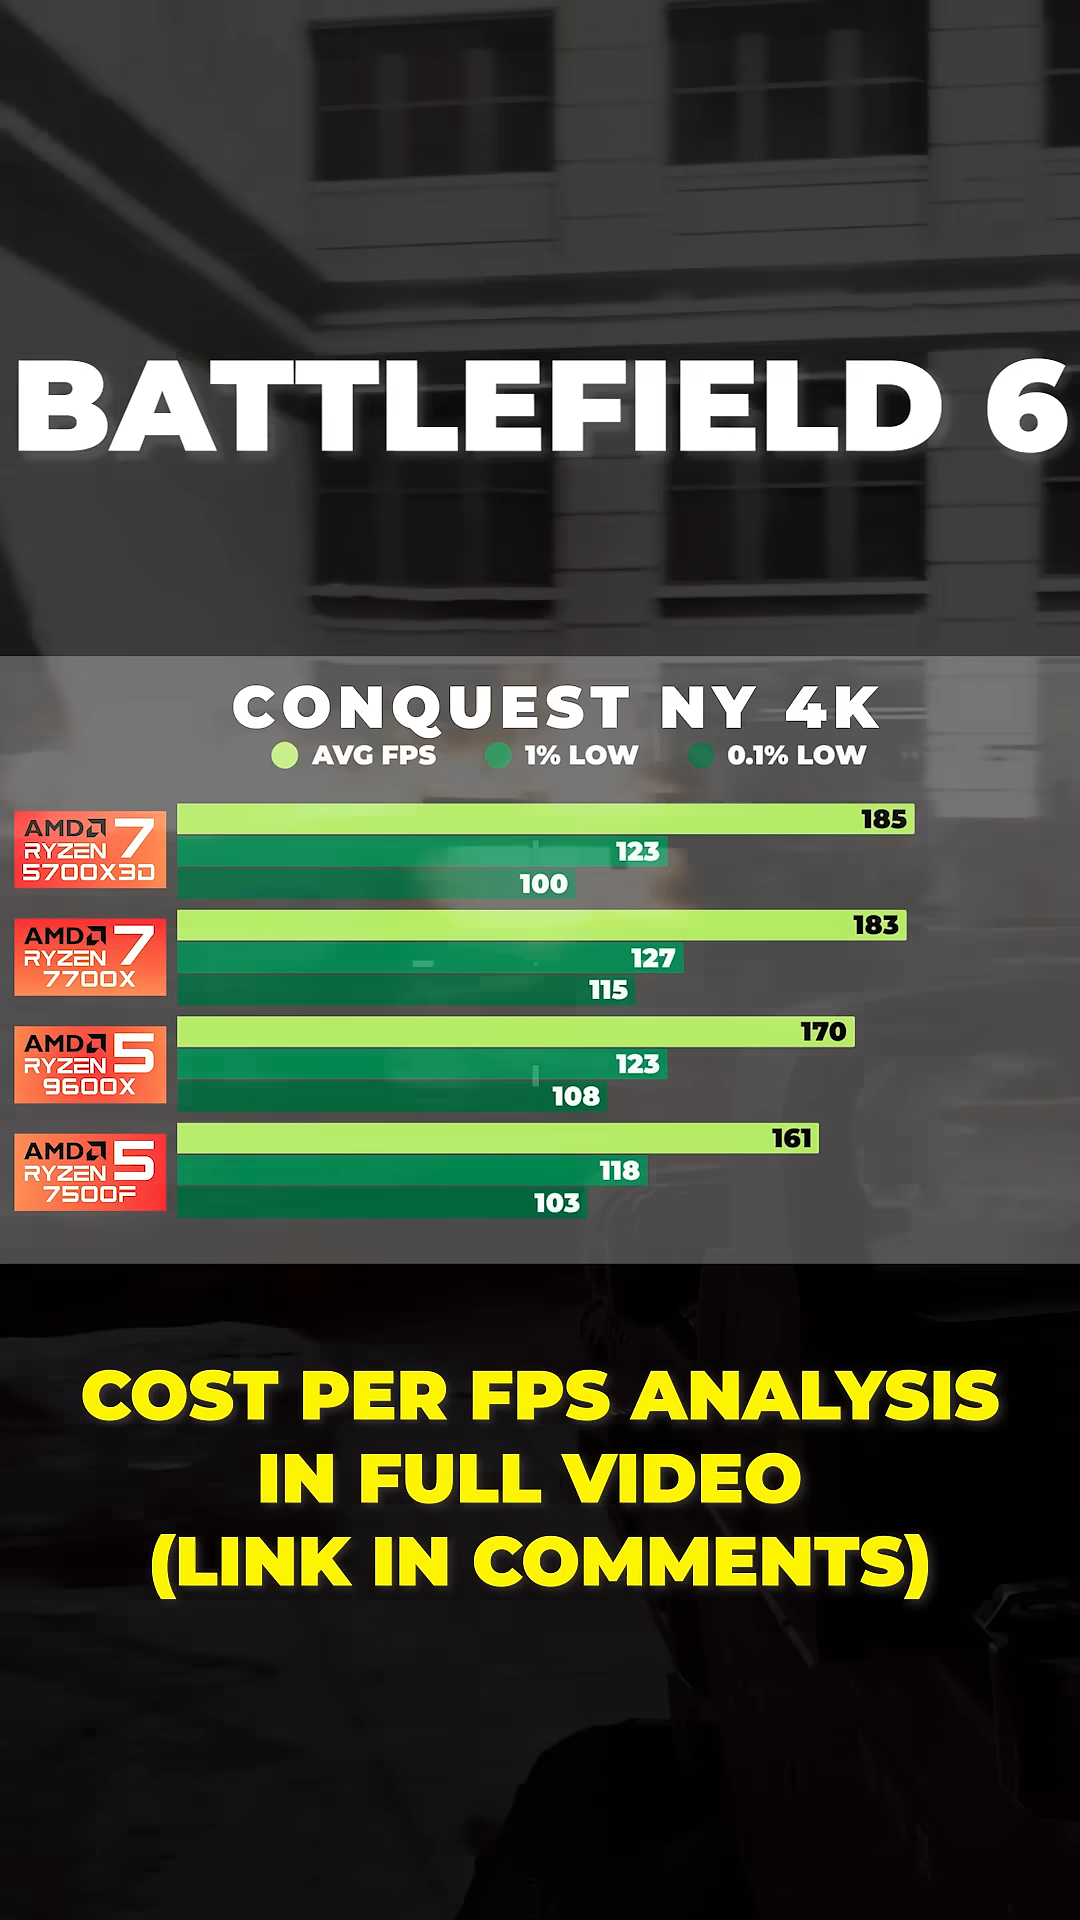 BATTLEFIELD 6
CONQUEST NY 4K
AVG FPS 1% LOW 0.1% LOW
AMD 7
RYZEN
5700X3D
185
123
100
AMD 7
RYZEN
7700X
183
127
115
AMD 5
RYZEN
9600X
170
123
108
AMD 5
RYZEN
7500F
161
118
103
COST PER FPS ANALYSIS
IN FULL VIDEO
(LINK IN COMMENTS)